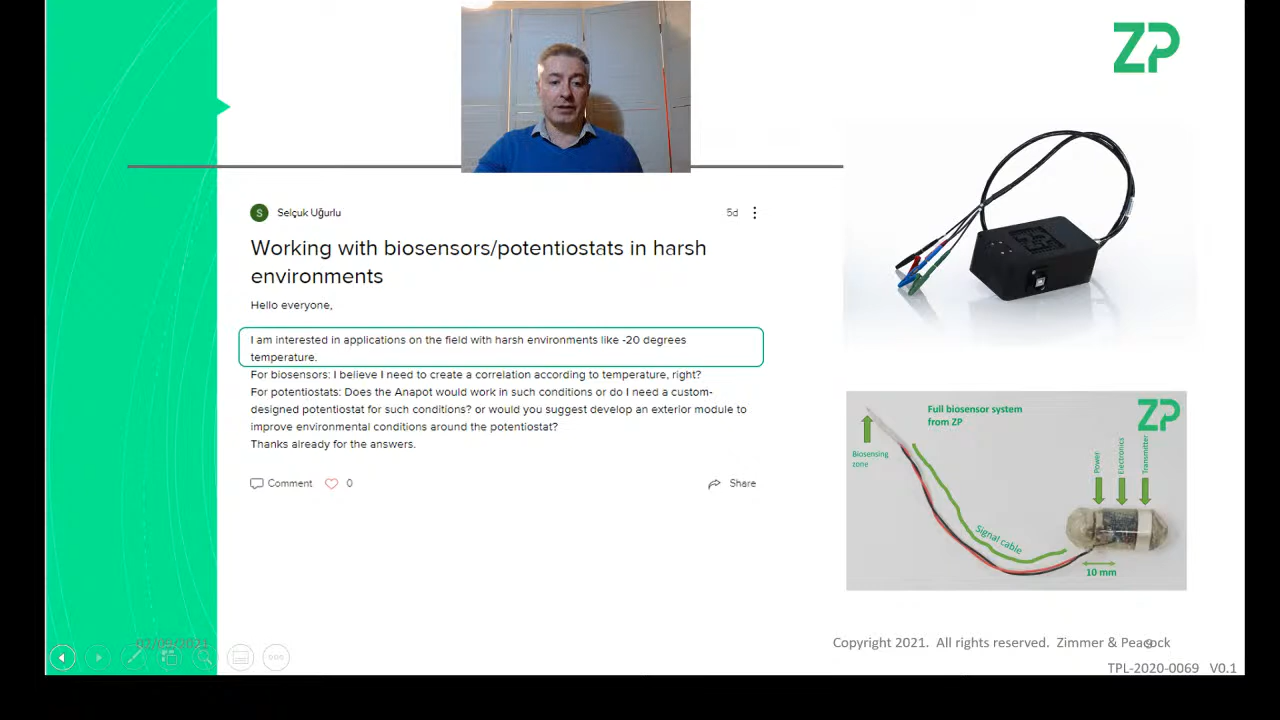 ZP
S Selçuk Uğurlu 5d
Working with biosensors/potentiostats in harsh
environments
Hello everyone,
I am interested in applications on the field with harsh environments like -20 degrees
temperature.
For biosensors: I believe I need to create a correlation according to temperature, right?
For potentiostats: Does the Anapot would work in such conditions or do I need a custom-
designed potentiostat for such conditions? or would you suggest develop an exterior module to
improve environmental conditions around the potentiostat?
Thanks already for the answers.
Comment 0 Share
Full biosensor system
from ZP
ZP
Biosensing
zone
Signal cable
Power
Electronics
Transmitter
10 mm
02/09/2021
Copyright 2021. All rights reserved. Zimmer & Peacock
TPL-2020-0069 V0.1